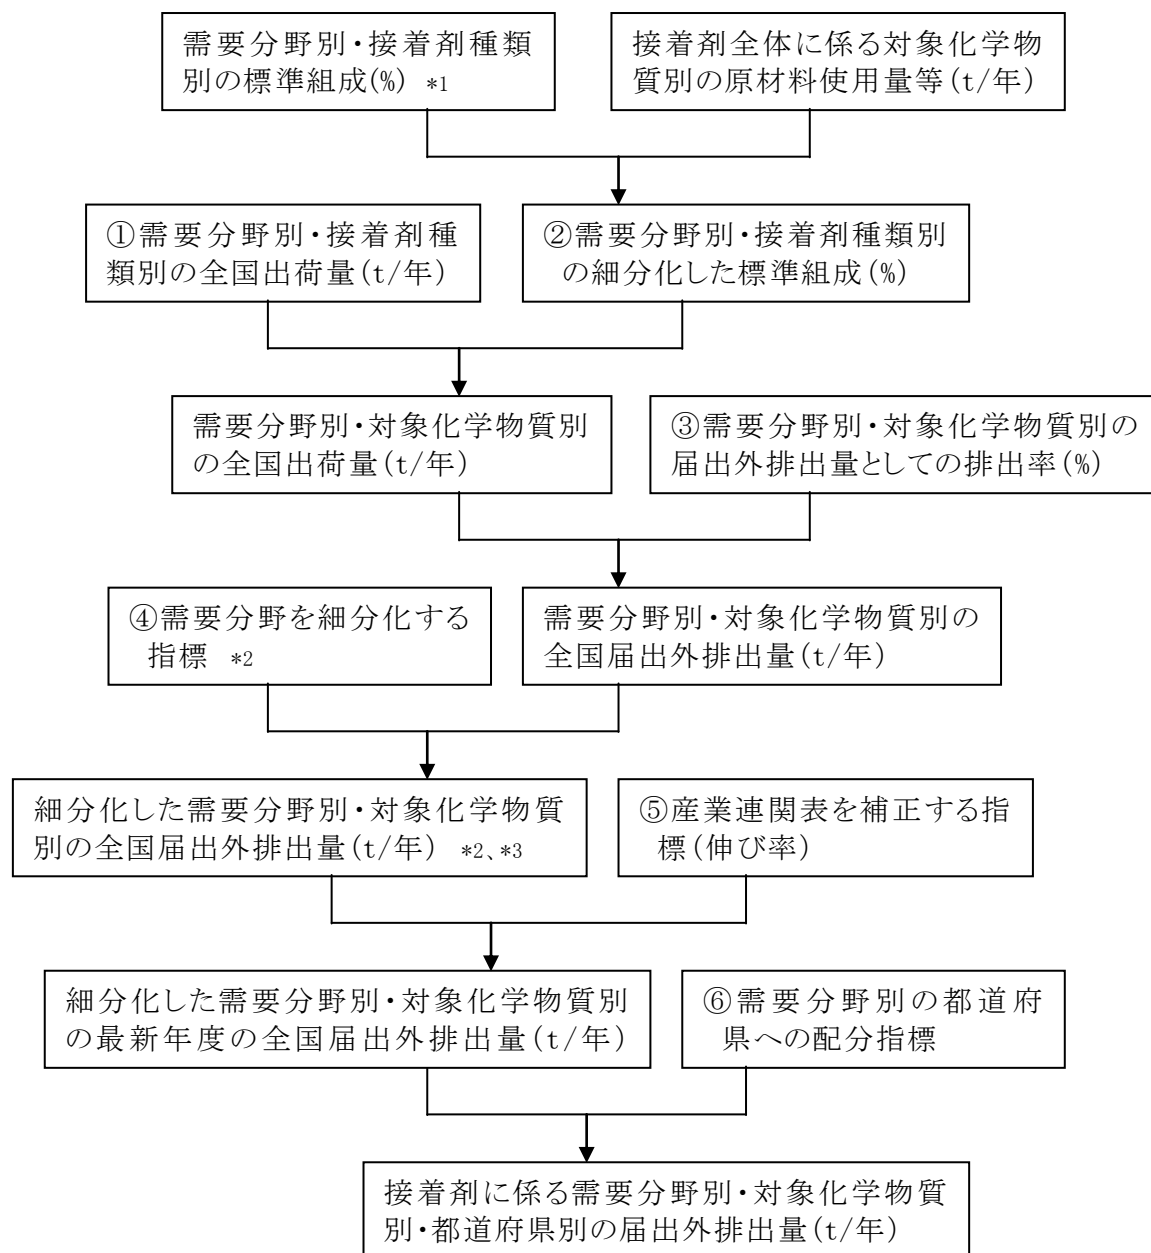 需要分野別・接着剤種類
別の標準組成(%) *1
接着剤全体に係る対象化学物
質別の原材料使用量等(t/年)
①需要分野別・接着剤種
類別の全国出荷量(t/年)
②需要分野別・接着剤種類別
の細分化した標準組成(%)
需要分野別・対象化学物質別
の全国出荷量(t/年)
③需要分野別・対象化学物質別の
届出外排出量としての排出率(%)
④需要分野を細分化する
指標 *2
需要分野別・対象化学物質別の
全国届出外排出量(t/年)
細分化した需要分野別・対象化学物質
別の全国届出外排出量(t/年) *2、*3
⑤産業連関表を補正する指
標(伸び率)
細分化した需要分野別・対象化学物質別
の最新年度の全国届出外排出量(t/年)
⑥需要分野別の都道府
県への配分指標
接着剤に係る需要分野別・対象化学物質
別・都道府県別の届出外排出量(t/年)